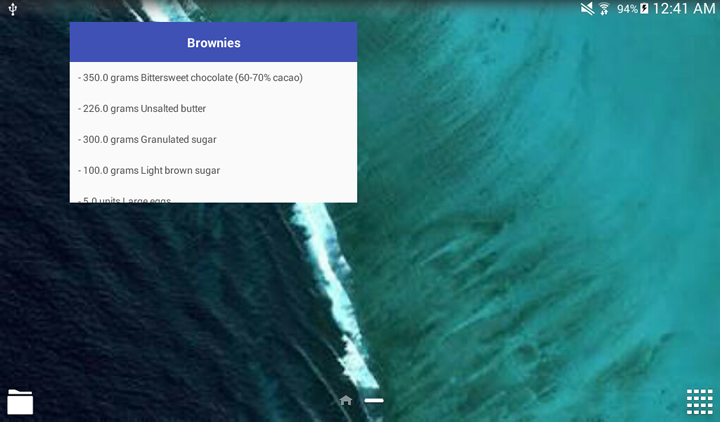 94% 12:41 AM
Brownies
- 350.0 grams Bittersweet chocolate (60-70% cacao)
- 226.0 grams Unsalted butter
- 300.0 grams Granulated sugar
- 100.0 grams Light brown sugar
- 5.0 units Large eggs